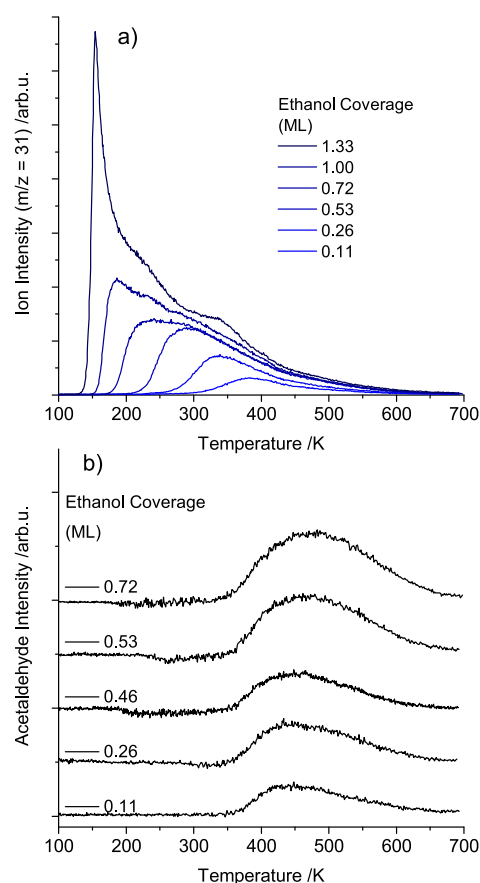 a)
Ion Intensity (m/z = 31) /arb.u.
Ethanol Coverage
(ML)
1.33
1.00
0.72
0.53
0.26
0.11
100 200 300 400 500 600 700
Temperature /K
b)
Acetaldehyde Intensity /arb.u.
Ethanol Coverage
(ML)
0.72
0.53
0.46
0.26
0.11
100 200 300 400 500 600 700
Temperature /K